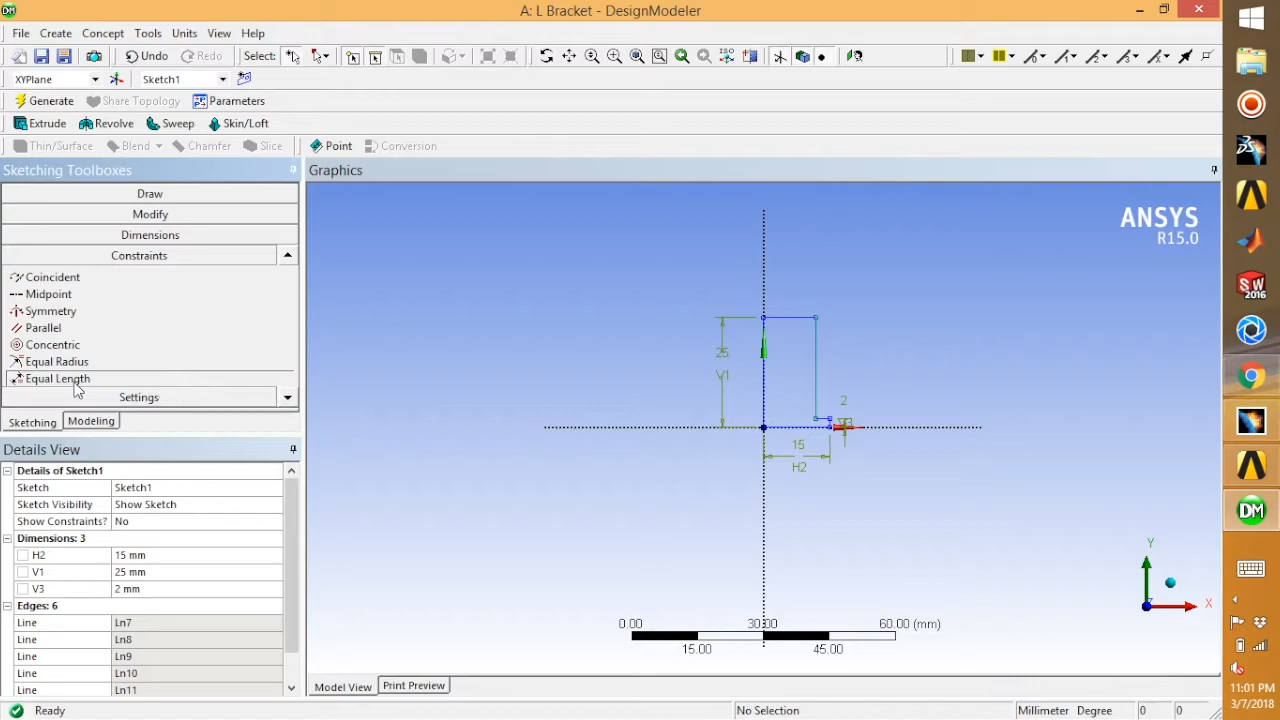 DM
A: L Bracket - DesignModeler
File Create Concept Tools Units View Help
Undo Redo Select: ISO
XYPlane Sketch1
Generate Share Topology Parameters
Extrude Revolve Sweep Skin/Loft
Thin/Surface Blend Chamfer Slice Point Conversion
Sketching Toolboxes
Draw
Modify
Dimensions
Constraints
Coincident
Midpoint
Symmetry
Parallel
Concentric
Equal Radius
Equal Length
Settings
Sketching Modeling
Details View
Details of Sketch1
Sketch Sketch1
Sketch Visibility Show Sketch
Show Constraints? No
Dimensions: 3
H2 15 mm
V1 25 mm
V3 2 mm
Edges: 6
Line Ln7
Line Ln8
Line Ln9
Line Ln10
Line Ln11
Graphics
ANSYS
R15.0
25
V1
2
V3
15
H2
Y
X
0.00 30.00 60.00 (mm)
15.00 45.00
Model View Print Preview
Ready No Selection Millimeter Degree 0 0
SW
2016
DM
11:01 PM
3/7/2018